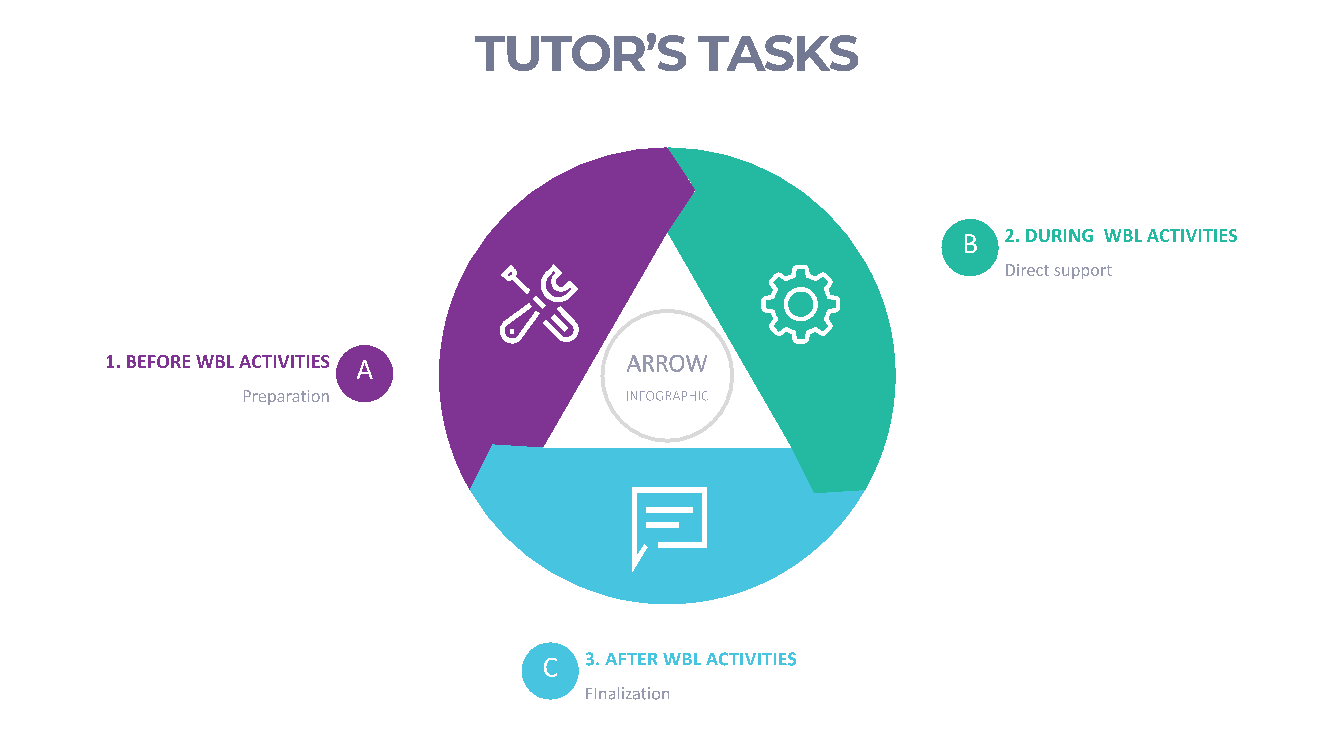 TUTOR'S TASKS
1. BEFORE WBL ACTIVITIES
A
Preparation
B
2. DURING  WBL ACTIVITIES
Direct support
ARROW
INFOGRAPHIC
C
3. AFTER WBL ACTIVITIES
FInalization